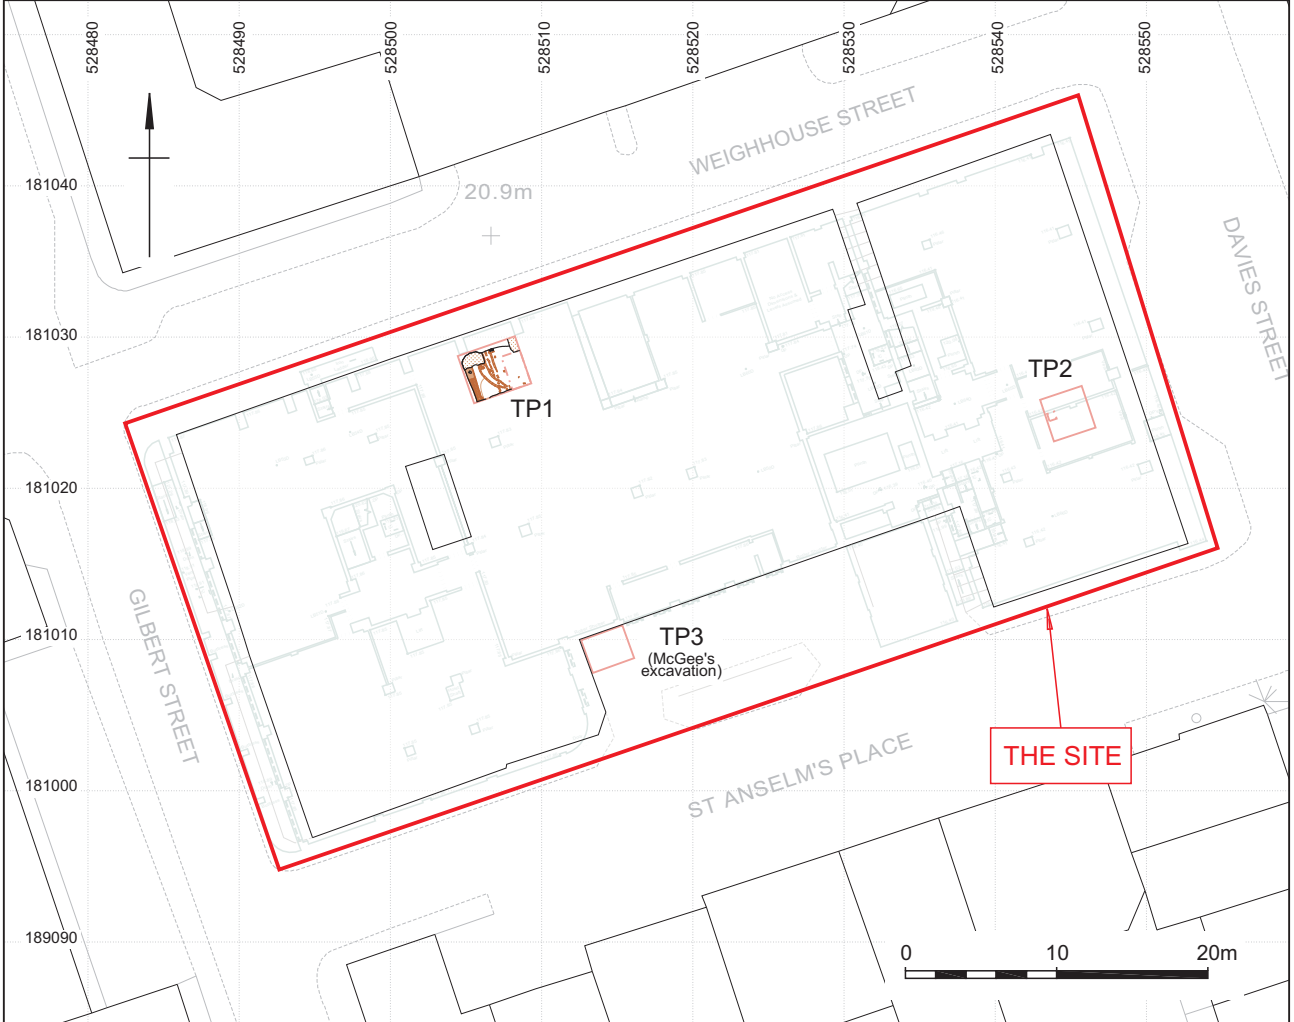 528480
528490
528500
528510
528520
528530
528540
528550
WEIGHHOUSE STREET
181040
20.9m
DAVIES STREET
181030
TP2
TP1
181020
GILBERT STREET
181010
TP3
(McGee's
excavation)
THE SITE
ST ANSELM'S PLACE
181000
189090
0 10 20m